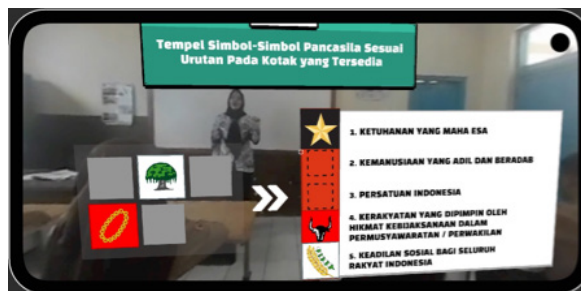 Tempel Simbol-Simbol Pancasila Sesuai
Urutan Pada Kotak yang Tersedia
1. KETUHANAN YANG MAHA ESA
2. KEMANUSIAAN YANG ADIL DAN BERADAB
3. PERSATUAN INDONESIA
4. KERAKYATAN YANG DIPIMPIN OLEH
HIKMAT KEBIJAKSANAAN DALAM
PERMUSYAWARATAN / PERWAKILAN
5. KEADILAN SOSIAL BAGI SELURUH
RAKYAT INDONESIA